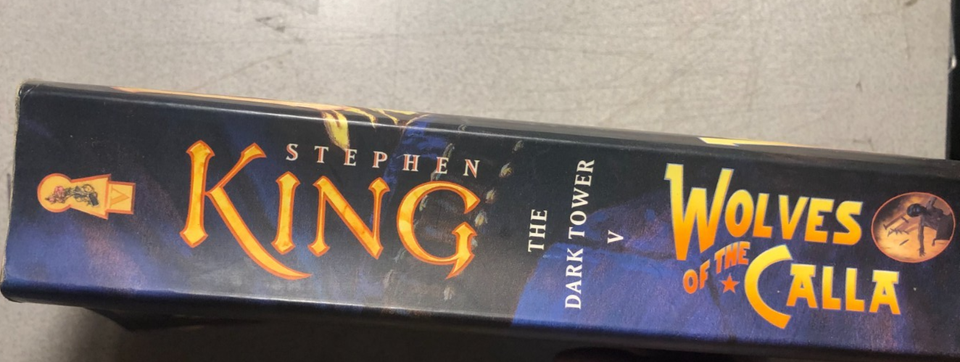 V
STEPHEN
KING
THE
DARK TOWER
V
WOLVES
OF THE
CALLA